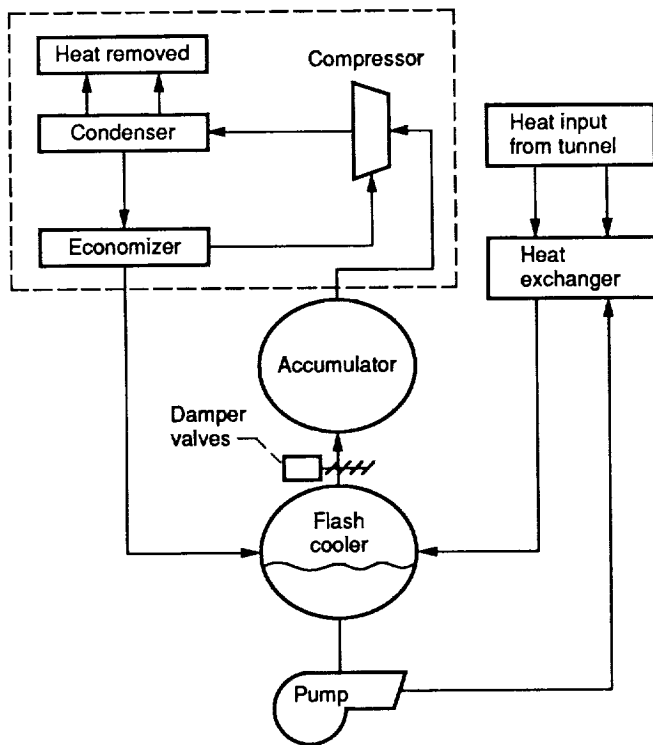 Heat removed
Compressor
Condenser
Heat input
from tunnel
Economizer
Heat
exchanger
Accumulator
Damper
valves
Flash
cooler
Pump